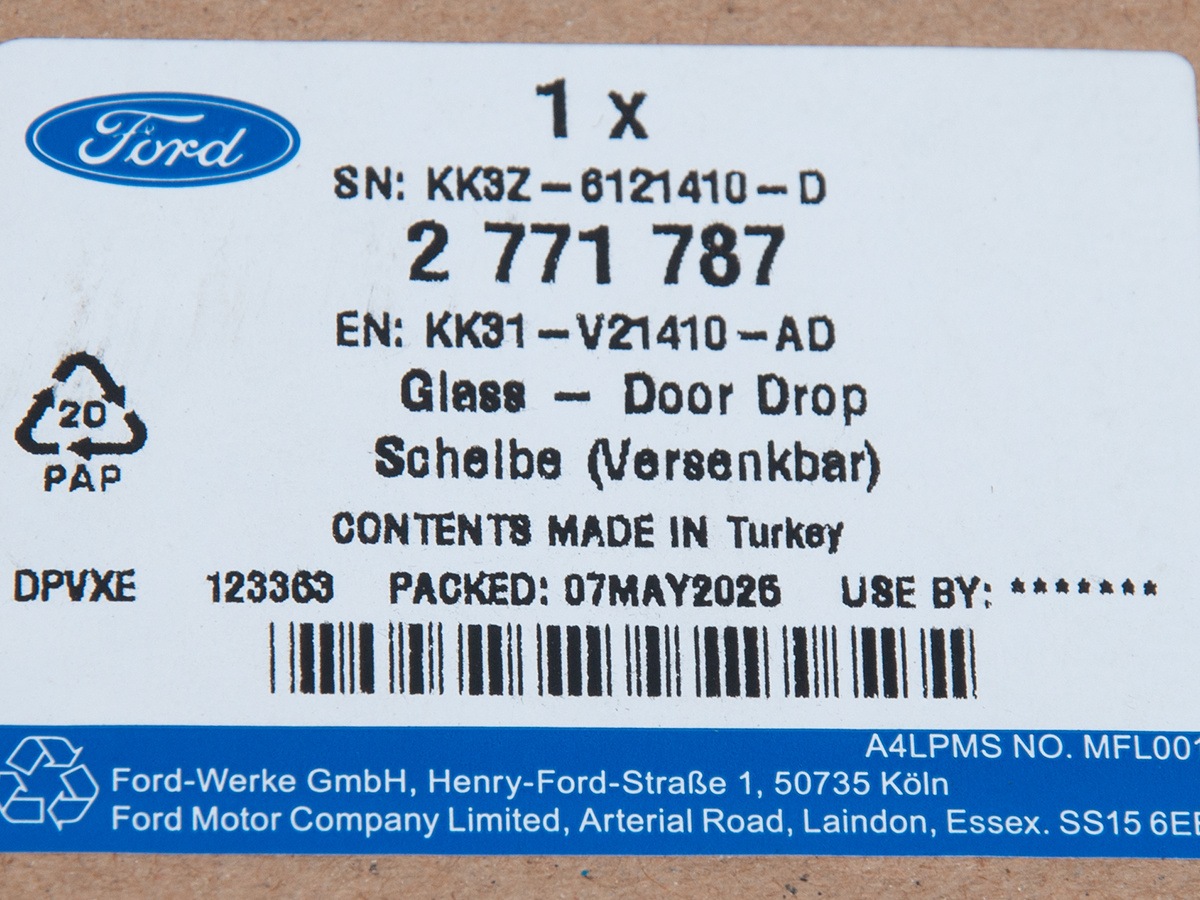 Ford
1 x
SN: KK3Z-6121410-D
2 771 787
EN: KK31-V21410-AD
Glass - Door Drop
20
PAP
Scheibe (Versenkbar)
CONTENTS MADE IN Turkey
DPVXE 123363 PACKED: 07MAY2025 USE BY: *******
A4LPMS NO. MFL001
Ford-Werke GmbH, Henry-Ford-Straße 1, 50735 Köln
Ford Motor Company Limited, Arterial Road, Laindon, Essex. SS15 6EE